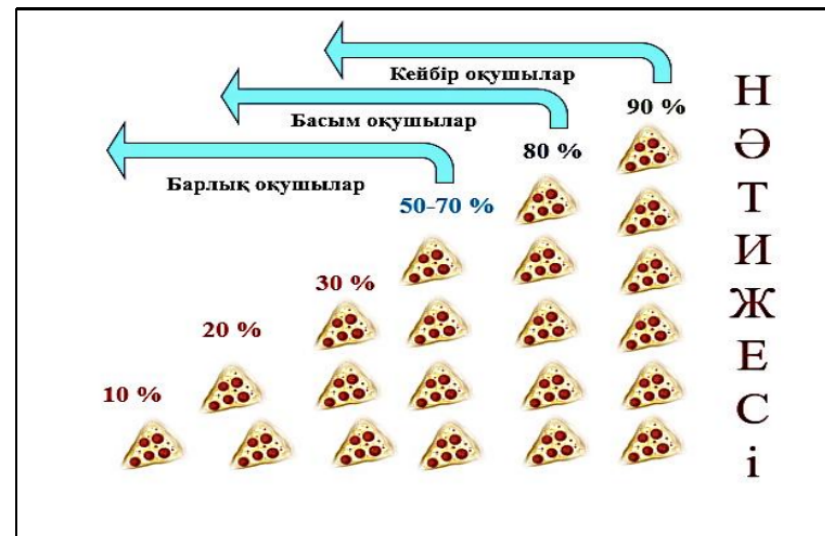 Кейбір оқушылар
90 %
Басым оқушылар
80 %
Барлық оқушылар
50-70 %
30 %
20 %
10 %
Н
Ә
Т
И
Ж
Е
С
і